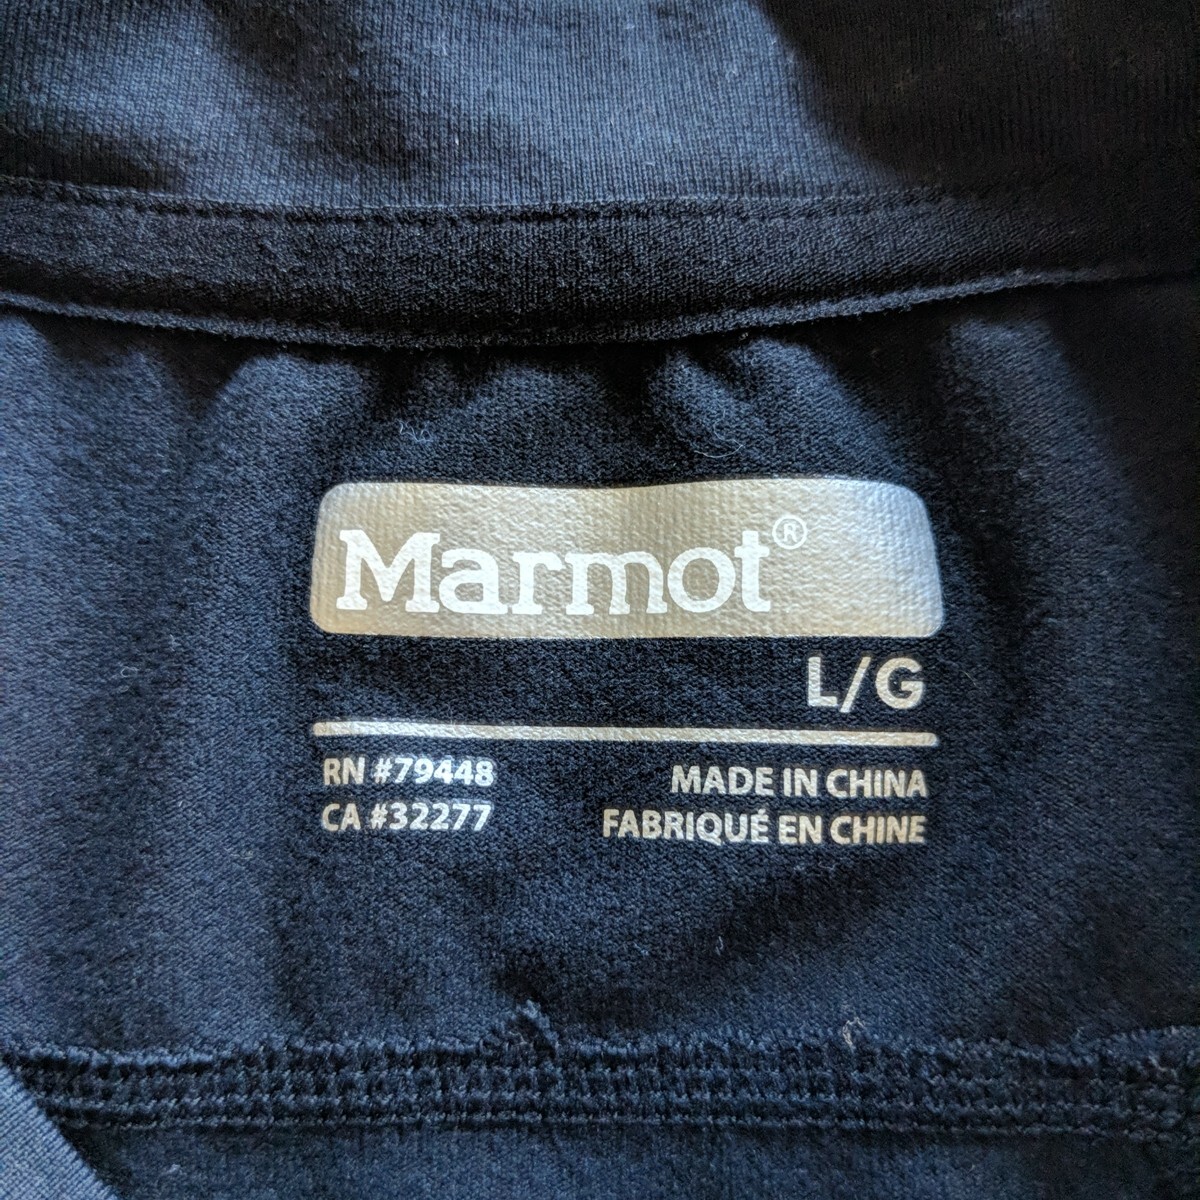 Marmot®
L/G
RN #79448
CA #32277
MADE IN CHINA
FABRIQUÉ EN CHINE